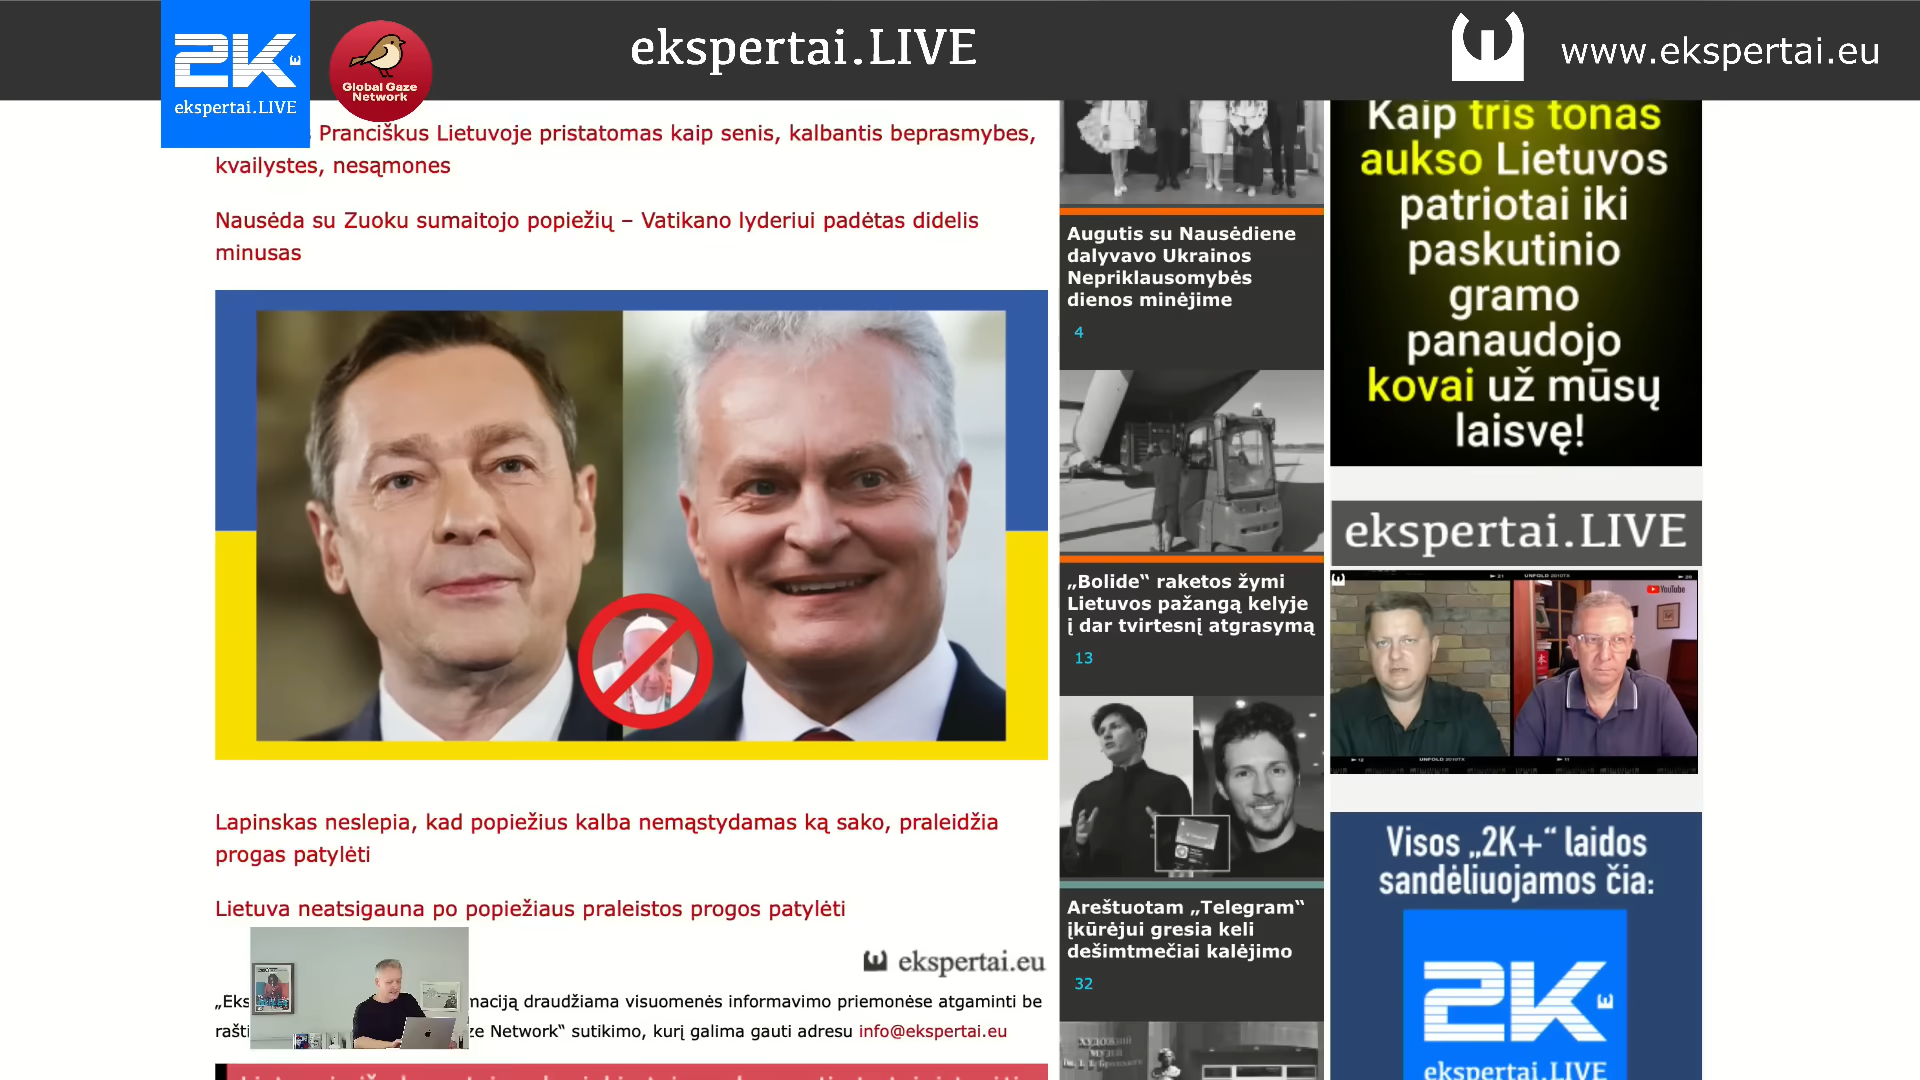 2K
ekspertai.LIVE
Global Gaze
Network
ekspertai.LIVE
www.ekspertai.eu
Pranciškus Lietuvoje pristatomas kaip senis, kalbantis beprasmybes,
kvailystes, nesąmones
Nausėda su Zuoku sumaitojo popiežių – Vatikano lyderiui padėtas didelis
minusas
Lapinskas neslepia, kad popiežius kalba nemąstydamas ką sako, praleidžia
progas patylėti
Lietuva neatsigauna po popiežiaus praleistos progos patylėti
ekspertai.eu
„Eks
maciją draudžiama visuomenės informavimo priemonėse atgaminti be
rašti
ze Network“ sutikimo, kurį galima gauti adresu info@ekspertai.eu
Augutis su Nausėdiene
dalyvavo Ukrainos
Nepriklausomybės
dienos minėjime
4
„Bolide“ raketos žymi
Lietuvos pažangą kelyje
į dar tvirtesnį atgrasymą
13
Areštuotam „Telegram“
įkūrėjui gresia keli
dešimtmečiai kalėjimo
32
Kaip tris tonas
aukso Lietuvos
patriotai iki
paskutinio
gramo
panaudojo
kovai už mūsų
laisvę!
ekspertai.LIVE
YouTube
Visos „2K+“ laidos
sandėliuojamos čia:
2K
ekspertai.LIVE